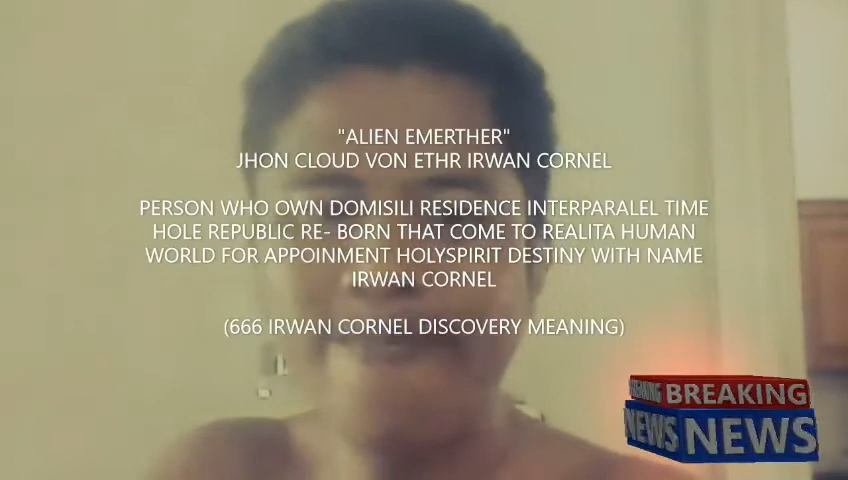 "ALIEN EMERTHER"
JHON CLOUD VON ETHR IRWAN CORNEL
PERSON WHO OWN DOMISILI RESIDENCE INTERPARALEL TIME
HOLE REPUBLIC RE- BORN THAT COME TO REALITA HUMAN
WORLD FOR APPOINMENT HOLYSPIRIT DESTINY WITH NAME
IRWAN CORNEL
(666 IRWAN CORNEL DISCOVERY MEANING)
BREAKING BREAKING
NEWS NEWS